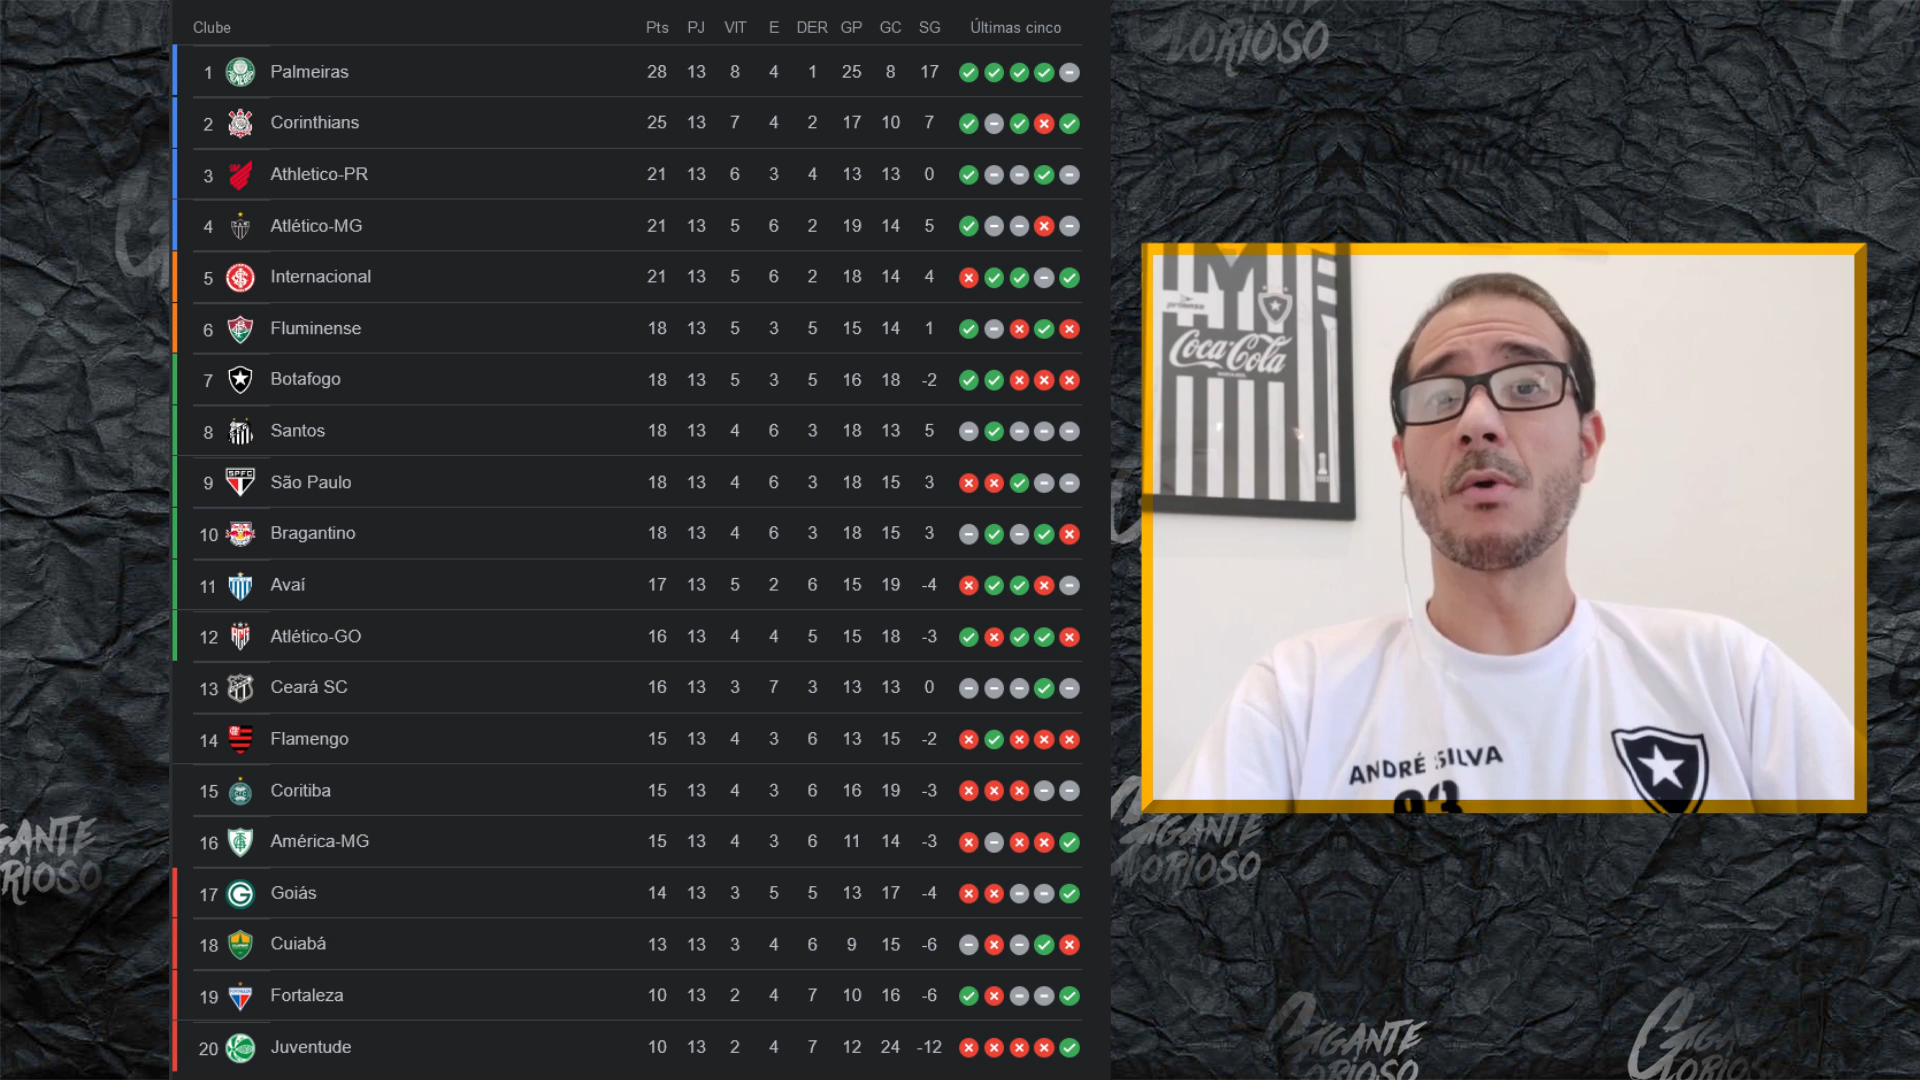 Clube Pts PJ VIT E DER GP GC SG Últimas cinco
1 Palmeiras 28 13 8 4 1 25 8 17
2 Corinthians 25 13 7 4 2 17 10 7
3 Athletico-PR 21 13 6 3 4 13 13 0
4 Atlético-MG 21 13 5 6 2 19 14 5
5 Internacional 21 13 5 6 2 18 14 4
6 Fluminense 18 13 5 3 5 15 14 1
7 Botafogo 18 13 5 3 5 16 18 -2
8 Santos 18 13 4 6 3 18 13 5
9 São Paulo 18 13 4 6 3 18 15 3
10 Bragantino 18 13 4 6 3 18 15 3
11 Avaí 17 13 5 2 6 15 19 -4
12 Atlético-GO 16 13 4 4 5 15 18 -3
13 Ceará SC 16 13 3 7 3 13 13 0
14 Flamengo 15 13 4 3 6 13 15 -2
15 Coritiba 15 13 4 3 6 16 19 -3
16 América-MG 15 13 4 3 6 11 14 -3
17 Goiás 14 13 3 5 5 13 17 -4
18 Cuiabá 13 13 3 4 6 9 15 -6
19 Fortaleza 10 13 2 4 7 10 16 -6
20 Juventude 10 13 2 4 7 12 24 -12
SPFC
Coca-Cola
ANDRÉ SILVA
93
GLORIOSO
GIGANTE
GLORIOSO
GIGANTE
GLORIOSO
GIGANTE
GLORIOSO
GIGANTE
GLORIOSO